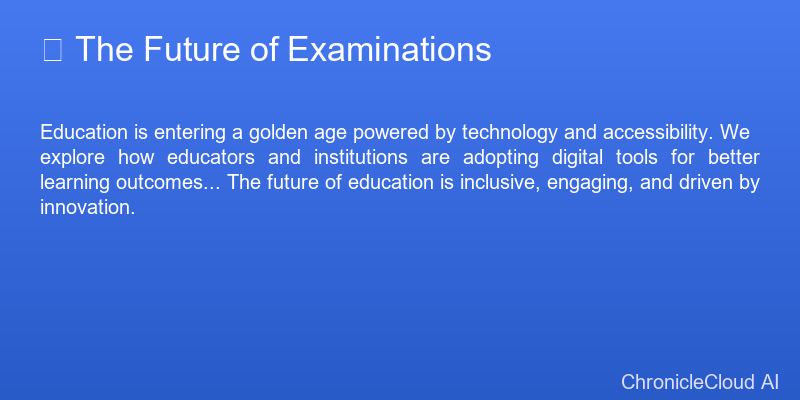 The Future of Examinations
Education is entering a golden age powered by technology and accessibility. We
explore how educators and institutions are adopting digital tools for better
learning outcomes... The future of education is inclusive, engaging, and driven by
innovation.
ChronicleCloud AI